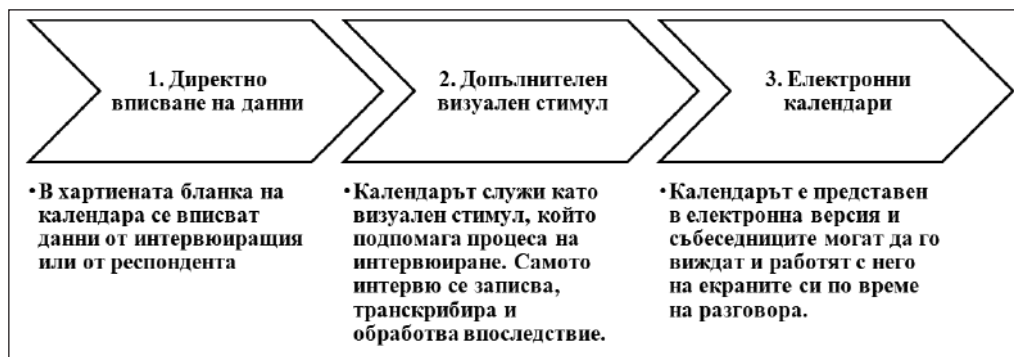 1. Директно
вписване на данни
2. Допълнителен
визуален стимул
3. Електронни
календари
•В хартиената бланка на
календара се вписват
данни от интервюиращия
или от респондента
•Календарът служи като
визуален стимул, който
подпомага процеса на
интервюиране. Самото
интервю се записва,
транскрибира и
обработва впоследствие.
•Календарът е представен
в електронна версия и
събеседниците могат да го
виждат и работят с него
на екраните си по време
на разговора.